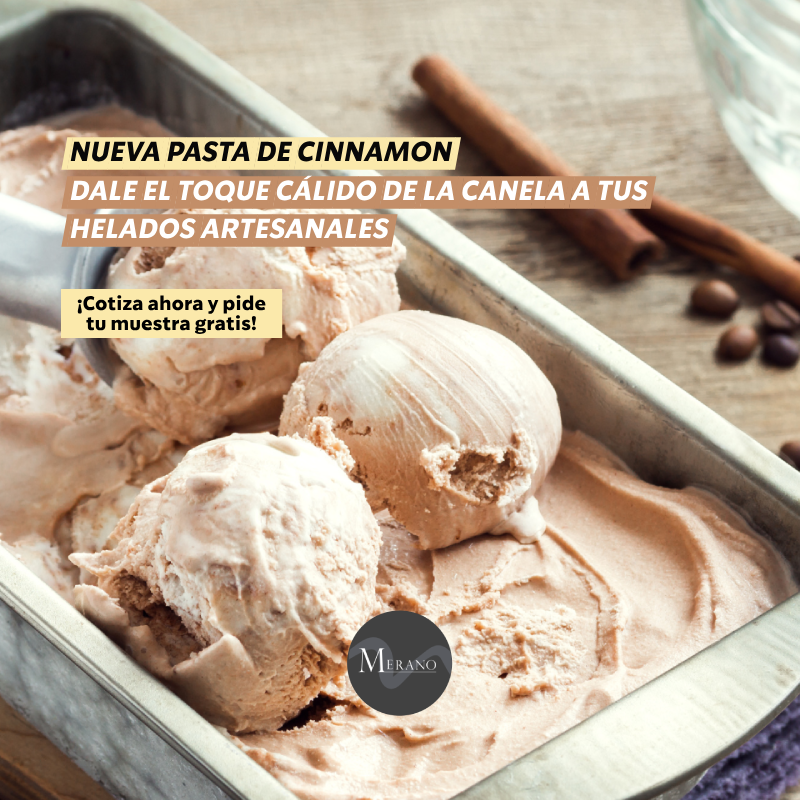 NUEVA PASTA DE CINNAMON
DALE EL TOQUE CÁLIDO DE LA CANELA A TUS
HELADOS ARTESANALES
¡Cotiza ahora y pide
tu muestra gratis!
MERANO